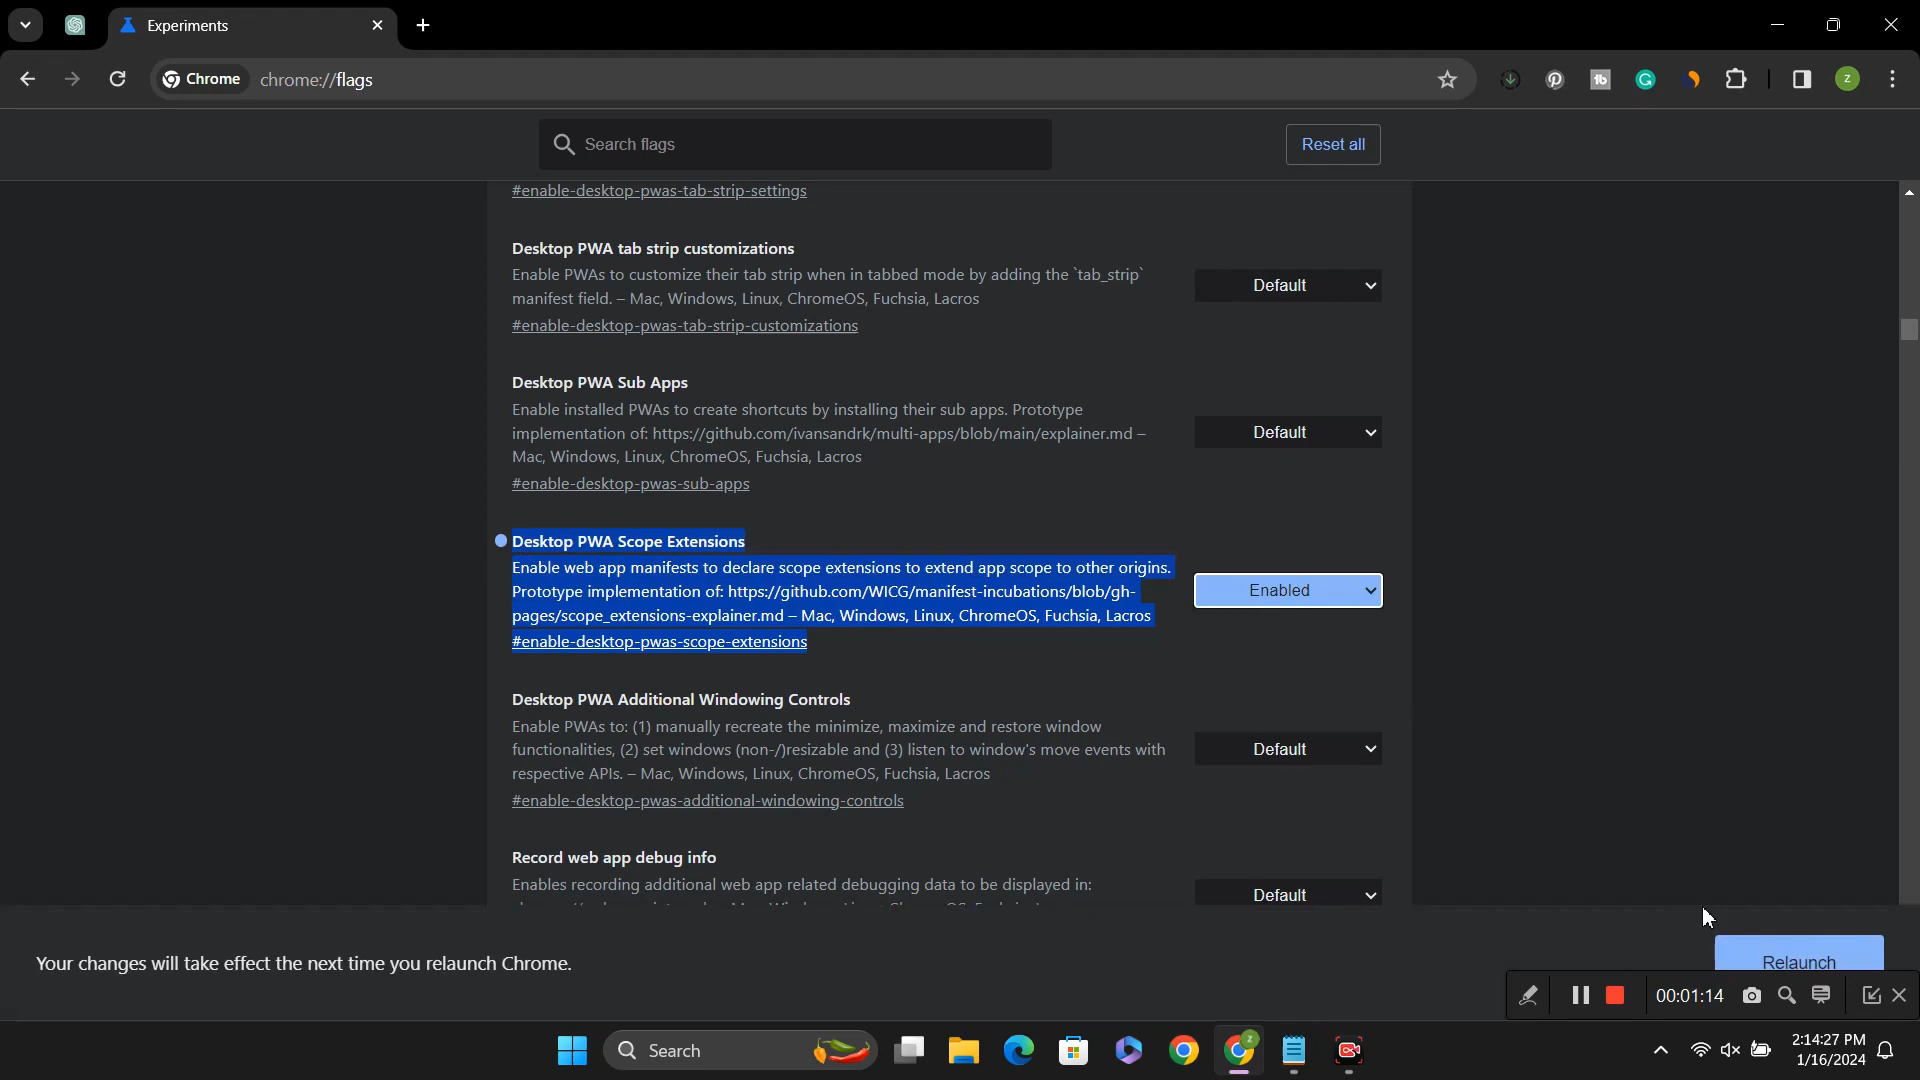 Experiments
Chrome
chrome://flags
z
Search flags
Reset all
#enable-desktop-pwas-tab-strip-settings
Desktop PWA tab strip customizations
Enable PWAs to customize their tab strip when in tabbed mode by adding the `tab_strip`
manifest field. – Mac, Windows, Linux, ChromeOS, Fuchsia, Lacros
#enable-desktop-pwas-tab-strip-customizations
Default
Desktop PWA Sub Apps
Enable installed PWAs to create shortcuts by installing their sub apps. Prototype
implementation of: https://github.com/ivansandrk/multi-apps/blob/main/explainer.md –
Mac, Windows, Linux, ChromeOS, Fuchsia, Lacros
#enable-desktop-pwas-sub-apps
Default
Desktop PWA Scope Extensions
Enable web app manifests to declare scope extensions to extend app scope to other origins.
Prototype implementation of: https://github.com/WICG/manifest-incubations/blob/gh-
pages/scope_extensions-explainer.md – Mac, Windows, Linux, ChromeOS, Fuchsia, Lacros
#enable-desktop-pwas-scope-extensions
Enabled
Desktop PWA Additional Windowing Controls
Enable PWAs to: (1) manually recreate the minimize, maximize and restore window
functionalities, (2) set windows (non-/)resizable and (3) listen to window's move events with
respective APIs. – Mac, Windows, Linux, ChromeOS, Fuchsia, Lacros
#enable-desktop-pwas-additional-windowing-controls
Default
Record web app debug info
Enables recording additional web app related debugging data to be displayed in:
Default
Your changes will take effect the next time you relaunch Chrome.
Relaunch
00:01:14
Search
2:14:27 PM
1/16/2024